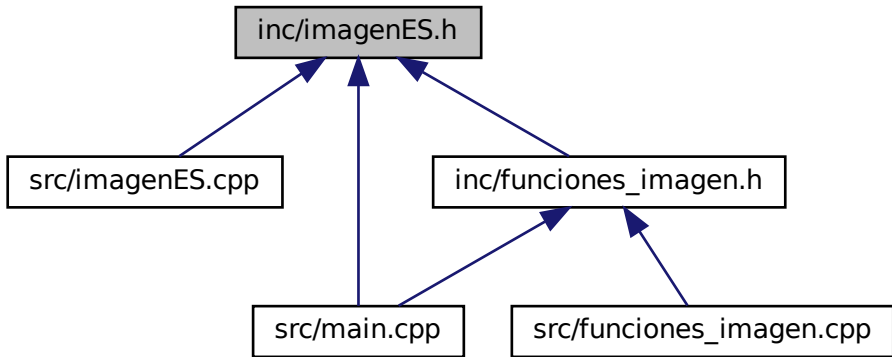 inc/imagenES.h
src/imagenES.cpp
inc/funciones_imagen.h
src/main.cpp
src/funciones_imagen.cpp